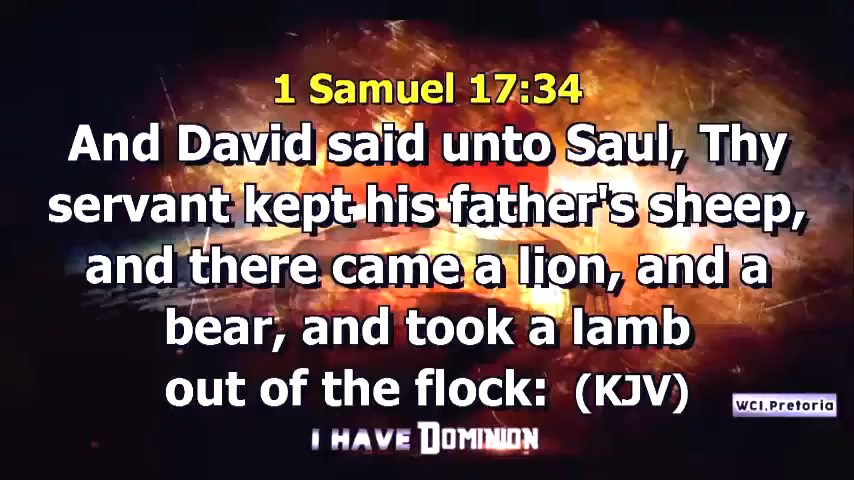 1 Samuel 17:34
And David said unto Saul, Thy
servant kept his father's sheep,
and there came a lion, and a
bear, and took a lamb
out of the flock: (KJV)
WCI.Pretoria
I HAVE DOMINION